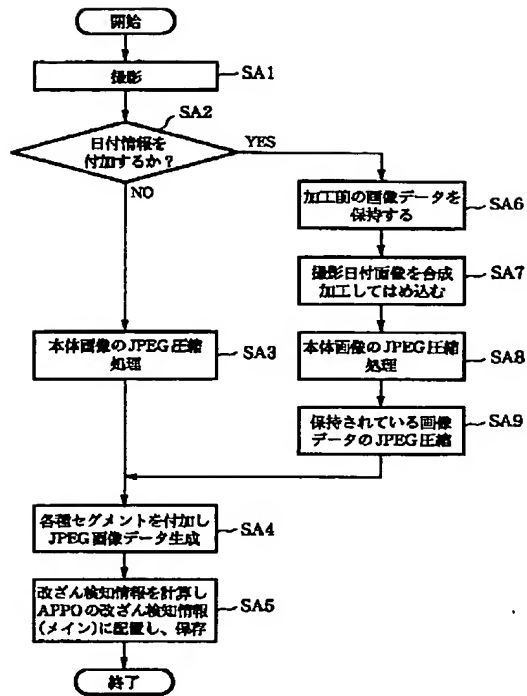 開始
撮影
SA1
SA2
日付情報を
付加するか？
YES
NO
加工前の画像データを
保持する
SA6
撮影日付画像を合成
加工してはめ込む
SA7
本体画像のJPEG圧縮
処理
SA3
本体画像のJPEG圧縮
処理
SA8
保持されている画像
データのJPEG圧縮
SA9
各種セグメントを付加し
JPEG画像データ生成
SA4
改ざん検知情報を計算し
APP0の改ざん検知情報
(メイン)に配置し、保存
SA5
終了